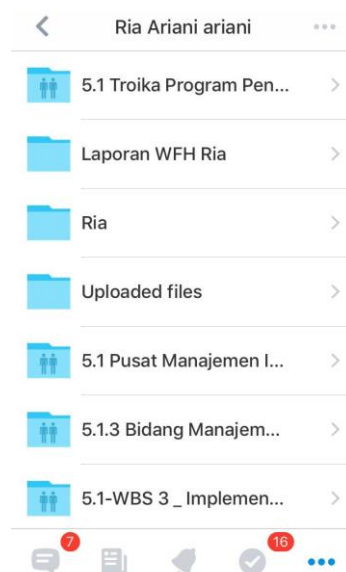 Ria Ariani ariani
5.1 Troika Program Pen...
Laporan WFH Ria
Ria
Uploaded files
5.1 Pusat Manajemen I...
5.1.3 Bidang Manajem...
5.1-WBS 3 _ Implemen...
7
16